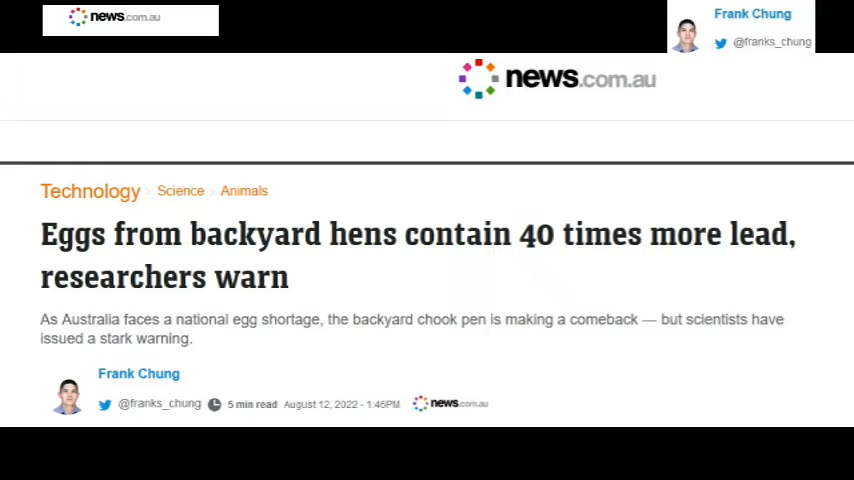 news.com.au
Frank Chung
@franks_chung
news.com.au
Technology > Science > Animals
Eggs from backyard hens contain 40 times more lead,
researchers warn
As Australia faces a national egg shortage, the backyard chook pen is making a comeback — but scientists have
issued a stark warning.
Frank Chung
@franks_chung 5 min read August 12, 2022 - 1:46PM news.com.au